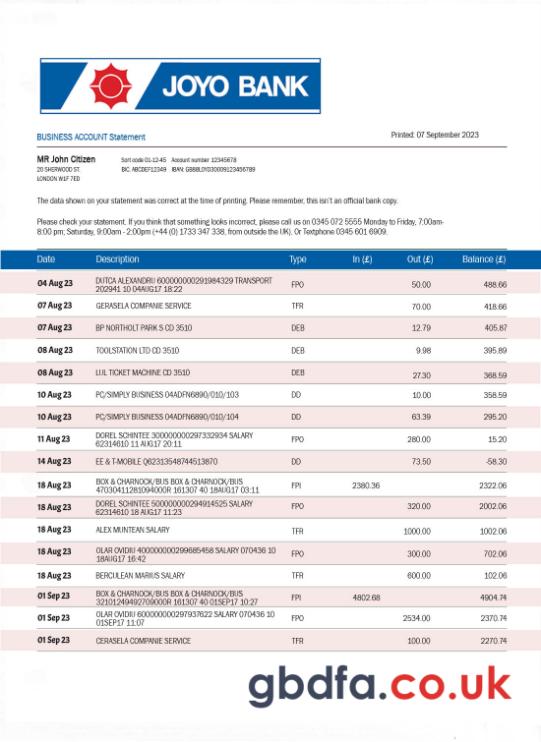 JOYO BANK
BUSINESS ACCOUNT Statement
Printed: 07 September 2023
MR John Citizen
Sort code 01-12-45 Account number 12345678
20 SHERWOOD ST.
BIC. ABCDEF12349
LONDON W1F 7ED
The data shown on your statement was correct at the time of printing. Please remember, this isn't an official bank copy.
Please check your statement. If you think that something looks incorrect, please call us on 0345 072 5555 Monday to Friday, 7:00am-
8:00 pm; Saturday, 9:00am - 2:00pm (+44 (0) 1733 347 338, from outside the UK). Or Textphone 0345 601 6909.
Date Description Type In (£) Out (£) Balance (£)
04 Aug 23 DUTCA ALEXANDRU 600000000291984329 TRANSPORT
202941 10 04AUG17 18:22 FPO 50.00 488.66
07 Aug 23 GERASELA COMPANIE SERVICE TFR 70.00 418.66
07 Aug 23 BP NORTHOLT PARK S CD 3510 DEB 12.79 405.87
08 Aug 23 TOOLSTATION LTD CD 3510 DEB 9.98 395.89
08 Aug 23 TICKET MACHINE CD 3510 DEB 27.30 368.59
10 Aug 23 PC/SIMPLY BUSINESS 04ADFN6890/010/103 DD 10.00 358.59
10 Aug 23 PC/SIMPLY BUSINESS 04ADFN6890/010/104 DD 63.39 295.20
11 Aug 23 DOREL SCHINTEE 300000000297332934 SALARY
62314610 11 AUG17 20:11 FPO 280.00 15.20
14 Aug 23 EE & T-MOBILE Q62313548744513870 DD 73.50 -58.30
18 Aug 23 BOX & CHARNOCK/BUS BOX & CHARNOCK/BUS
47030411281094000R 161307 40 18AUG17 03:11 FPI 2380.36 2322.06
18 Aug 23 DOREL SCHINTEE 500000000294914525 SALARY
62314610 18 AUG17 11:23 FPO 320.00 2002.06
18 Aug 23 ALEX MUNTEAN SALARY TFR 1000.00 1002.06
18 Aug 23 OLAR OVIDIU 400000000299685458 SALARY 070436 10
18AUG17 16:42 FPO 300.00 702.06
18 Aug 23 BERCULEAN MARIUS SALARY TFR 600.00 102.06
01 Sep 23 BOX & CHARNOCK/BUS BOX & CHARNOCK/BUS
32101249492709000R 161307 40 01SEP17 10:27 FPI 4802.68 4904.74
01 Sep 23 OLAR OVIDIU 600000000297937622 SALARY 070436 10
01SEP17 11:07 FPO 2534.00 2370.74
01 Sep 23 CERASELA COMPANIE SERVICE TFR 100.00 2270.74
gbdfa.co.uk